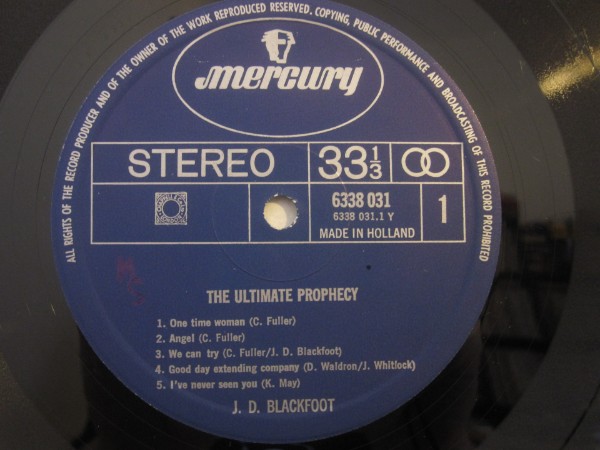 ALL RIGHTS OF THE RECORD PRODUCER AND OF THE OWNER OF THE WORK REPRODUCED RESERVED. COPYING, PUBLIC PERFORMANCE AND BROADCASTING OF THIS RECORD PROHIBITED
mercury
STEREO 33 1/3
6338 031 1
6338 031.1 Y
MADE IN HOLLAND
THE ULTIMATE PROPHECY
1. One time woman (C. Fuller)
2. Angel (C. Fuller)
3. We can try (C. Fuller/J. D. Blackfoot)
4. Good day extending company (D. Waldron/J. Whitlock)
5. I've never seen you (K. May)
J. D. BLACKFOOT